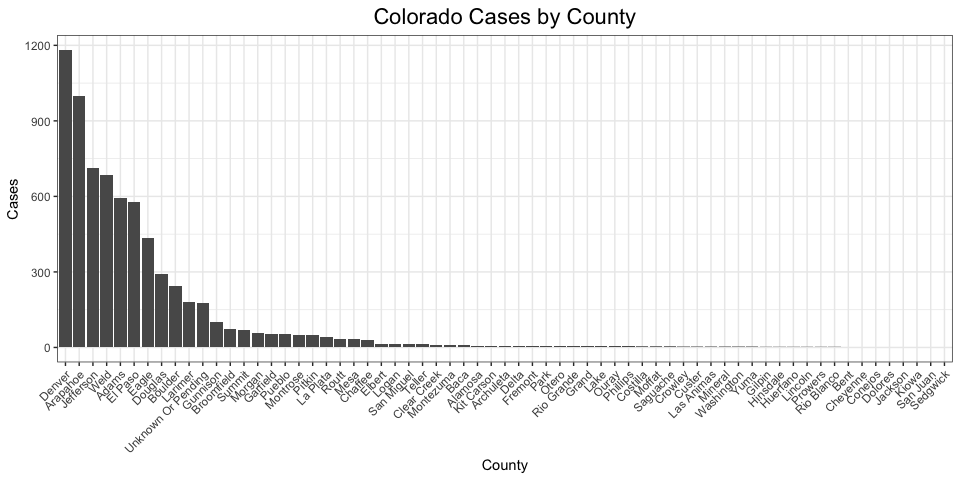 Colorado Cases by County
1200
900
600
300
0
Cases
Denver
Arapahoe
Jefferson
Weld
Adams
El Paso
Eagle
Douglas
Boulder
Larimer
Unknown Or Pending
Gunnison
Broomfield
Summit
Morgan
Garfield
Pueblo
Montrose
Pitkin
La Plata
Routt
Mesa
Chaffee
Elbert
Logan
San Miguel
Teller
Clear Creek
Montezuma
Baca
Alamosa
Kit Carson
Archuleta
Delta
Fremont
Park
Otero
Rio Grande
Grand
Lake
Ouray
Phillips
Costilla
Moffat
Saguache
Crowley
Custer
Las Animas
Mineral
Washington
Yuma
Gilpin
Hinsdale
Huerfano
Lincoln
Prowers
Rio Blanco
Bent
Cheyenne
Conejos
Dolores
Jackson
Kiowa
San Juan
Sedgwick
County